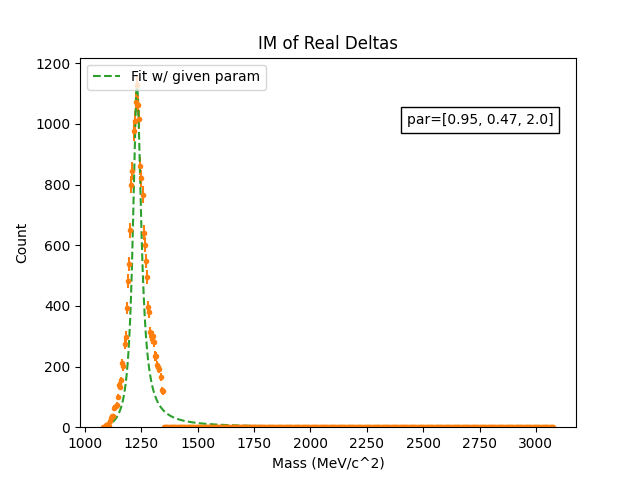 IM of Real Deltas
Fit w/ given param
par=[0.95, 0.47, 2.0]
Count
1200
1000
800
600
400
200
0
1000 1250 1500 1750 2000 2250 2500 2750 3000
Mass (MeV/c^2)